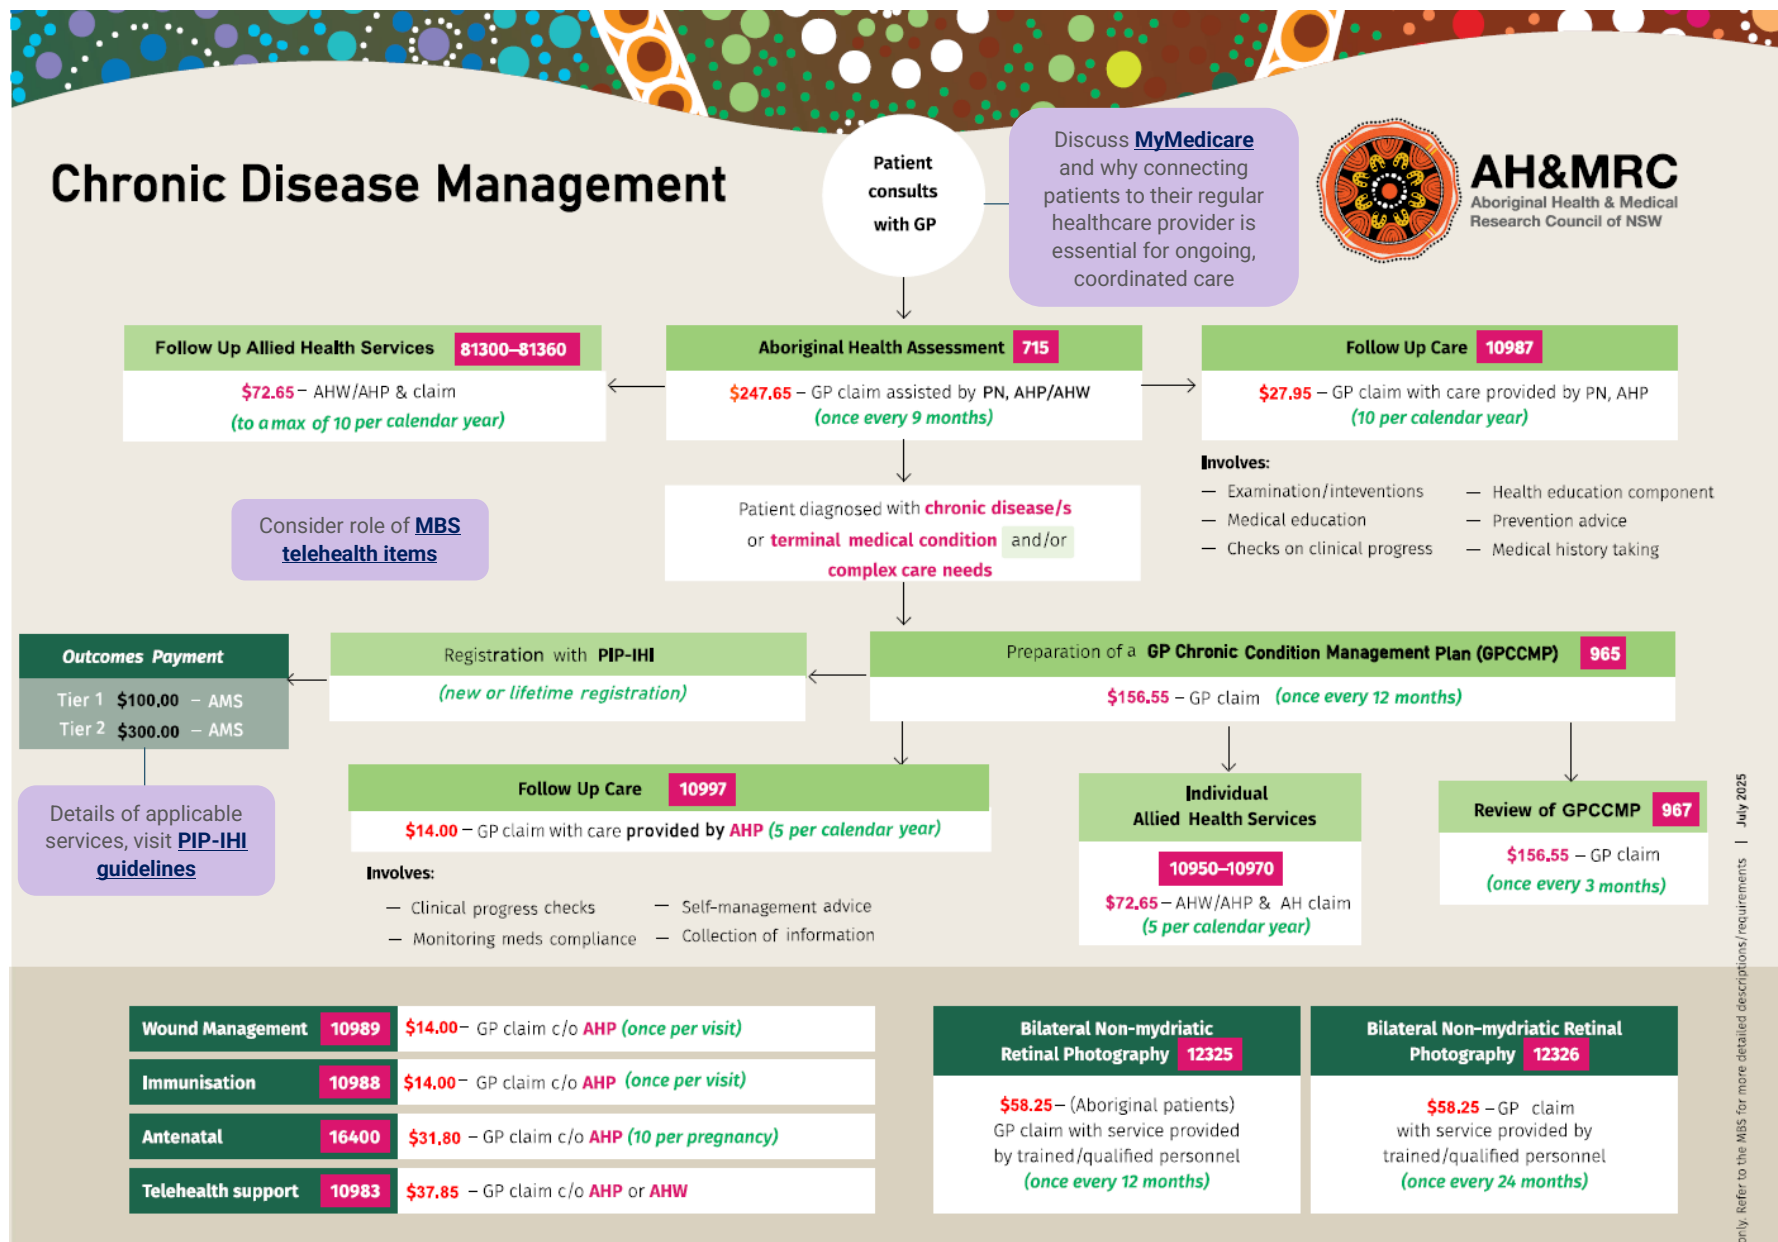 Chronic Disease Management
Patient
consults
with GP
Discuss MyMedicare
and why connecting
patients to their regular
healthcare provider is
essential for ongoing,
coordinated care
AH&MRC
Aboriginal Health & Medical
Research Council of NSW
Follow Up Allied Health Services 81300–81360
$72.65 – AHW/AHP & claim
(to a max of 10 per calendar year)
Aboriginal Health Assessment 715
$247.65 – GP claim assisted by PN, AHP/AHW
(once every 9 months)
Follow Up Care 10987
$27.95 – GP claim with care provided by PN, AHP
(10 per calendar year)
Involves:
— Examination/inteventions
— Medical education
— Checks on clinical progress
— Health education component
— Prevention advice
— Medical history taking
Consider role of MBS
telehealth items
Patient diagnosed with chronic disease/s
or terminal medical condition and/or
complex care needs
Outcomes Payment
Tier 1 $100.00 – AMS
Tier 2 $300.00 – AMS
Registration with PIP-IHI
(new or lifetime registration)
Preparation of a GP Chronic Condition Management Plan (GPCCMP) 965
$156.55 – GP claim (once every 12 months)
Details of applicable
services, visit PIP-IHI
guidelines
Follow Up Care 10997
$14.00 – GP claim with care provided by AHP (5 per calendar year)
Involves:
— Clinical progress checks
— Monitoring meds compliance
— Self-management advice
— Collection of information
Individual
Allied Health Services
10950–10970
$72.65 – AHW/AHP & AH claim
(5 per calendar year)
Review of GPCCMP 967
$156.55 – GP claim
(once every 3 months)
Wound Management 10989 $14.00 – GP claim c/o AHP (once per visit)
Immunisation 10988 $14.00 – GP claim c/o AHP (once per visit)
Antenatal 16400 $31.80 – GP claim c/o AHP (10 per pregnancy)
Telehealth support 10983 $37.85 – GP claim c/o AHP or AHW
Bilateral Non-mydriatic
Retinal Photography 12325
$58.25 – (Aboriginal patients)
GP claim with service provided
by trained/qualified personnel
(once every 12 months)
Bilateral Non-mydriatic Retinal
Photography 12326
$58.25 – GP claim
with service provided by
trained/qualified personnel
(once every 24 months)
only. Refer to the MBS for more detailed descriptions/requirements | July 2025